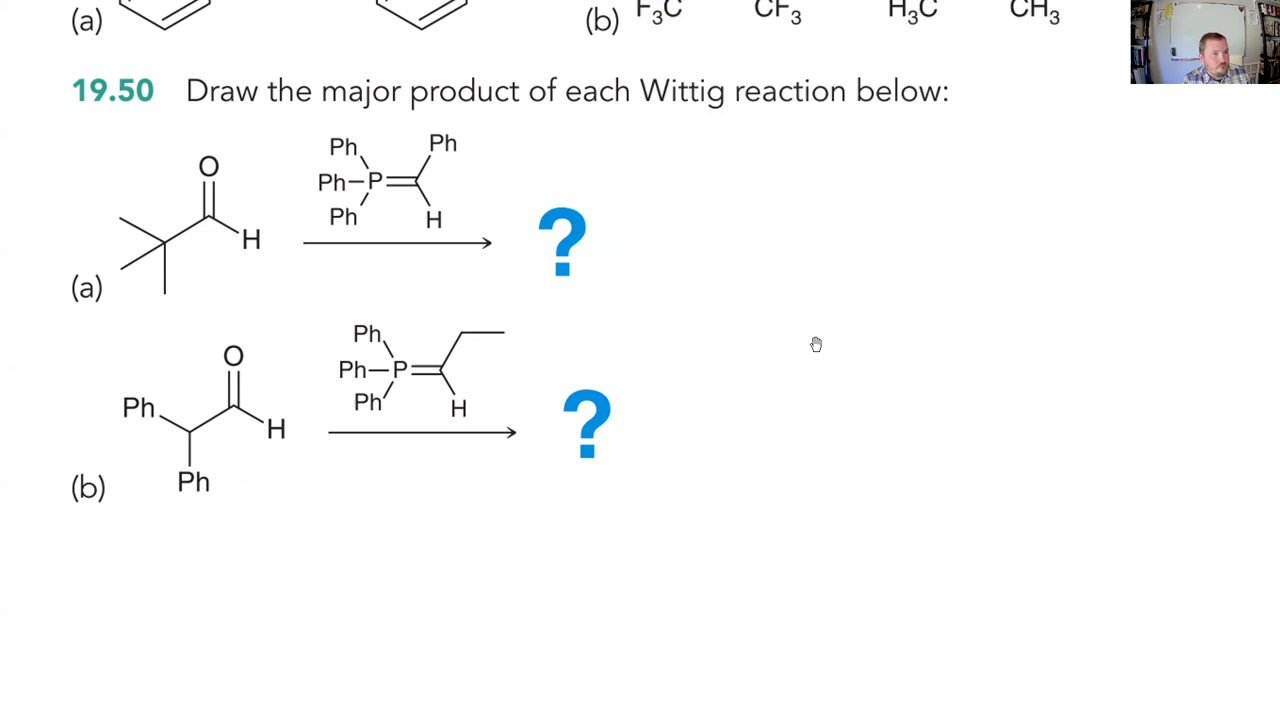 (a)
(b) F₃C CF₃ H₃C CH₃
19.50 Draw the major product of each Wittig reaction below:
O
H
Ph
Ph
Ph–P
Ph
H
?
(a)
O
Ph
H
Ph
Ph
Ph–P
Ph
H
?
(b)